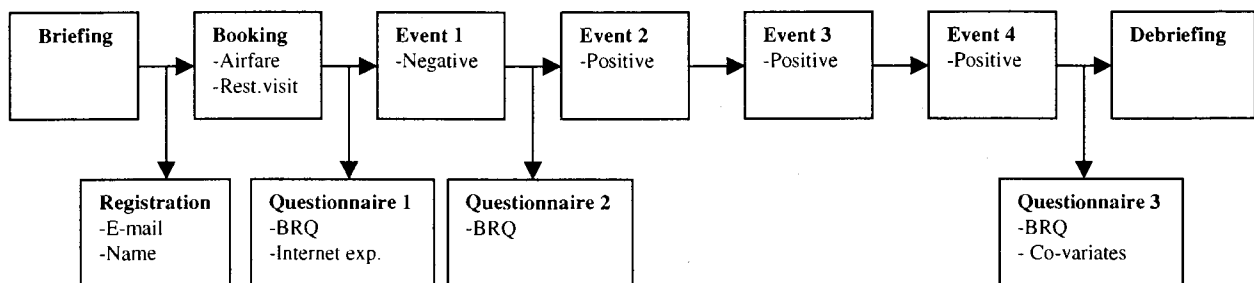 Briefing
Booking
-Airfare
-Rest.visit
Event 1
-Negative
Event 2
-Positive
Event 3
-Positive
Event 4
-Positive
Debriefing
Registration
-E-mail
-Name
Questionnaire 1
-BRQ
-Internet exp.
Questionnaire 2
-BRQ
Questionnaire 3
-BRQ
- Co-variates